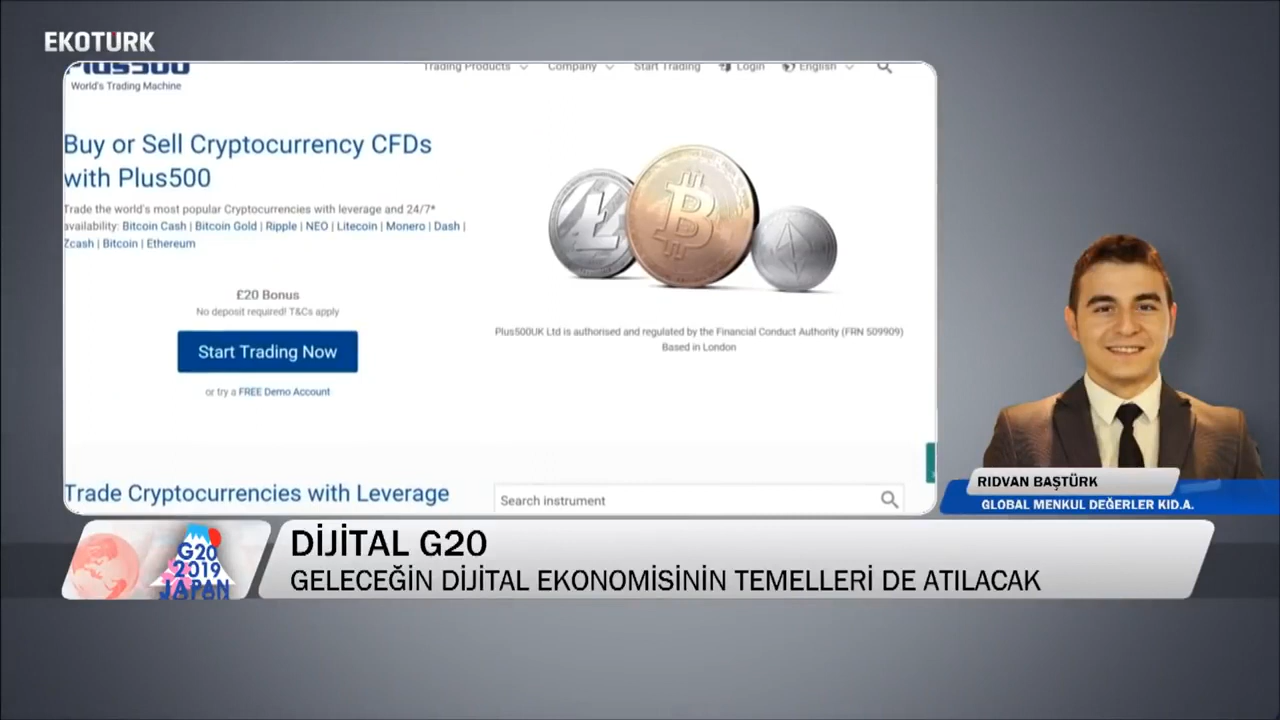 EKOTÜRK
Plus500
World's Trading Machine
Trading Products
Company
Start Trading
Login
English
Buy or Sell Cryptocurrency CFDs
with Plus500
Trade the world's most popular Cryptocurrencies with leverage and 24/7*
availability: Bitcoin Cash | Bitcoin Gold | Ripple | NEO | Litecoin | Monero | Dash |
Zcash | Bitcoin | Ethereum
£20 Bonus
No deposit required! T&Cs apply
Start Trading Now
or try a FREE Demo Account
Plus500UK Ltd is authorised and regulated by the Financial Conduct Authority (FRN 509909)
Based in London
Trade Cryptocurrencies with Leverage
Search instrument
RIDVAN BAŞTÜRK
GLOBAL MENKUL DEĞERLER KID.A.
G20
2019
JAPAN
DİJİTAL G20
GELECEĞİN DİJİTAL EKONOMİSİNİN TEMELLERİ DE ATILACAK